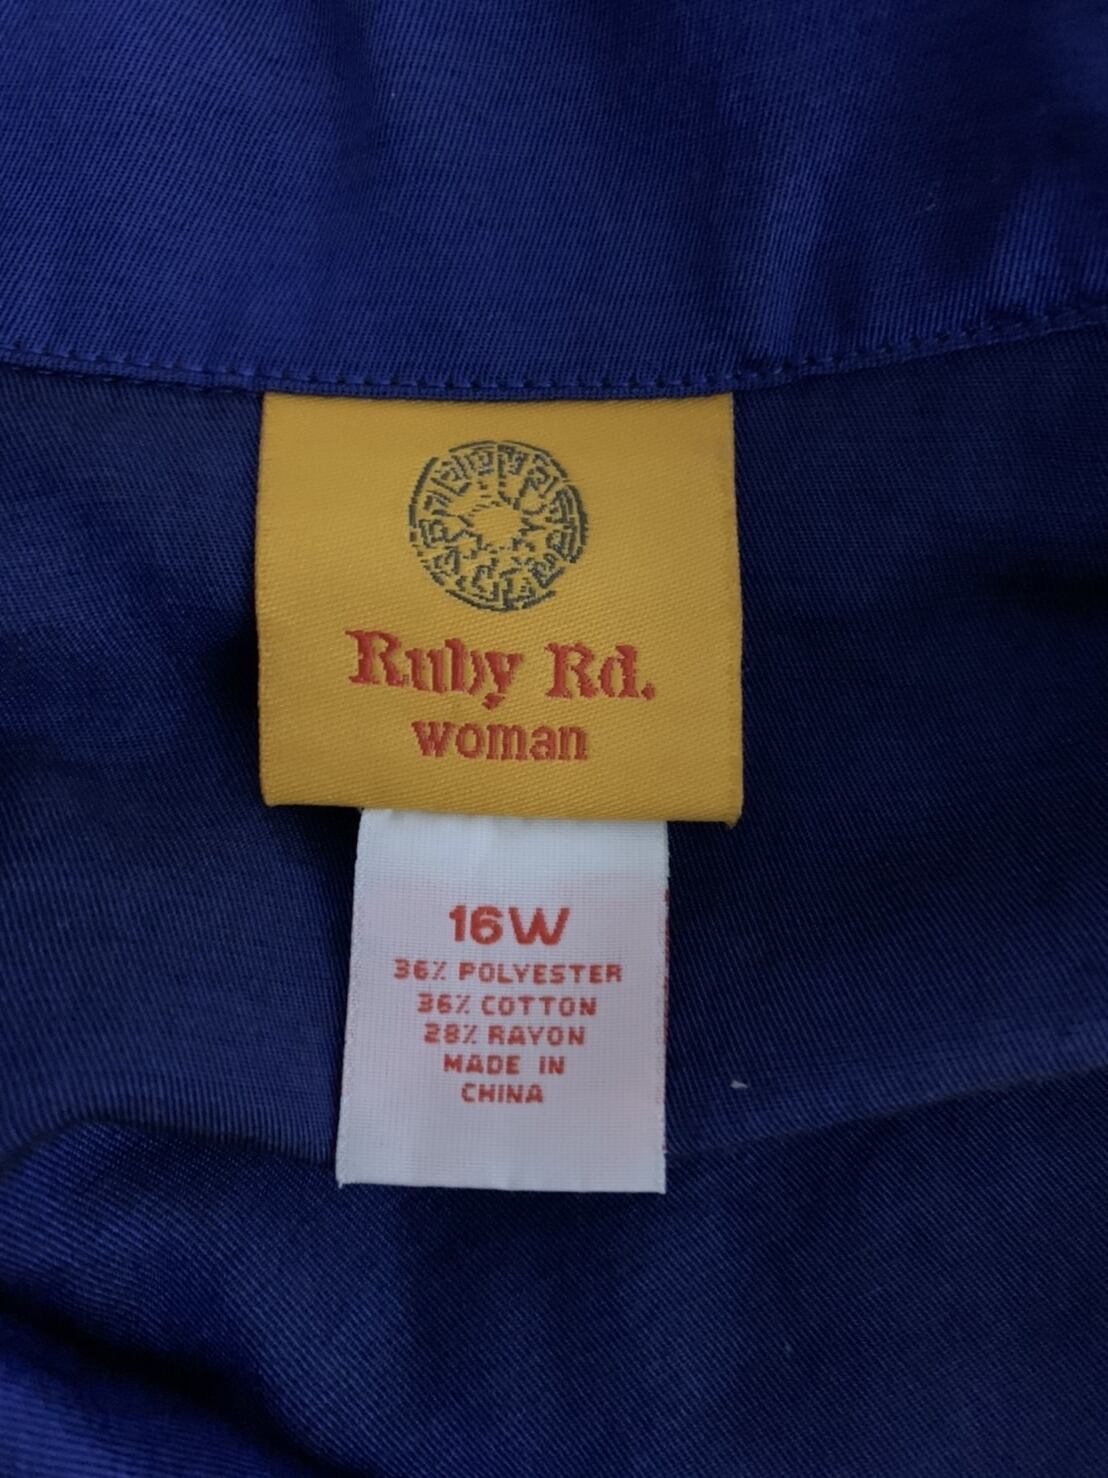 Ruby Rd.
woman
16W
36% POLYESTER
36% COTTON
28% RAYON
MADE IN
CHINA